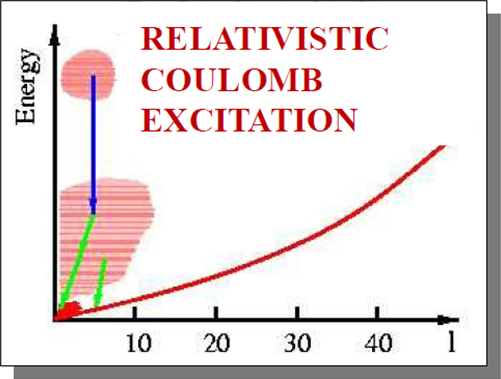 RELATIVISTIC
COULOMB
EXCITATION
Energy
10 20 30 40 l